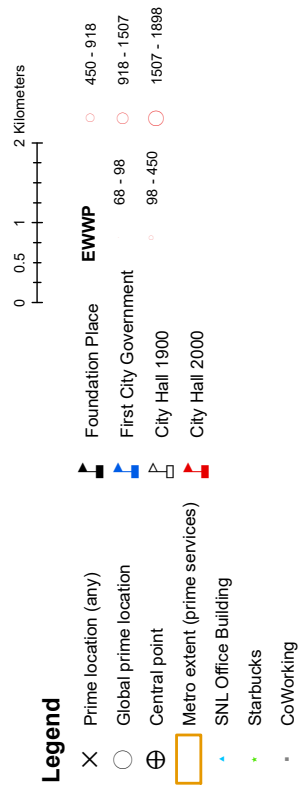 0 0.5 1 2 Kilometers
Legend
Prime location (any)
Global prime location
Central point
Metro extent (prime services)
SNL Office Building
Starbucks
CoWorking
Foundation Place
First City Government
City Hall 1900
City Hall 2000
EWWP
68 - 98
98 - 450
450 - 918
918 - 1507
1507 - 1898